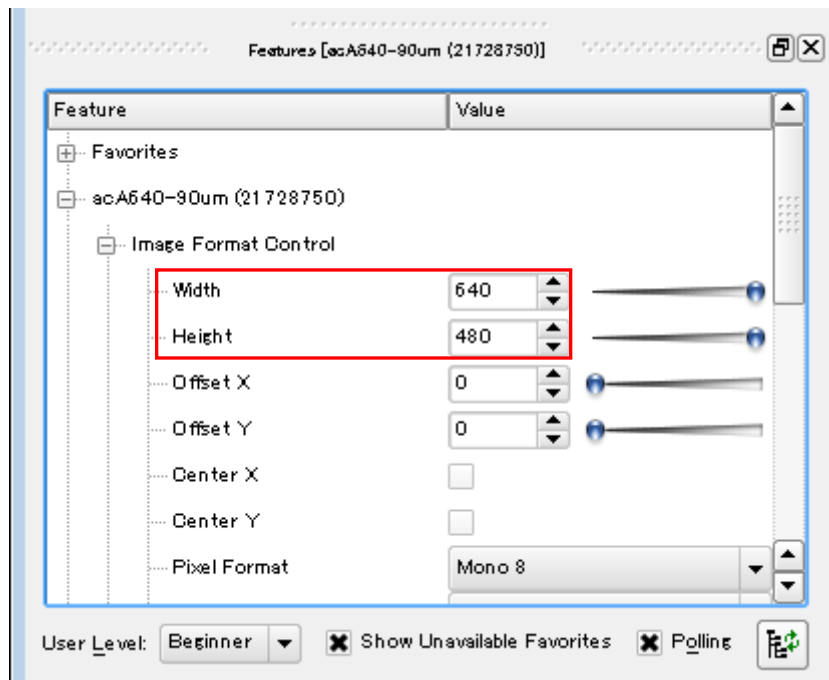 Features [acA640-90um (21728750)]
Feature Value
Favorites
acA640-90um (21728750)
Image Format Control
Width 640
Height 480
Offset X 0
Offset Y 0
Center X
Center Y
Pixel Format Mono 8
User Level: Beginner Show Unavailable Favorites Polling